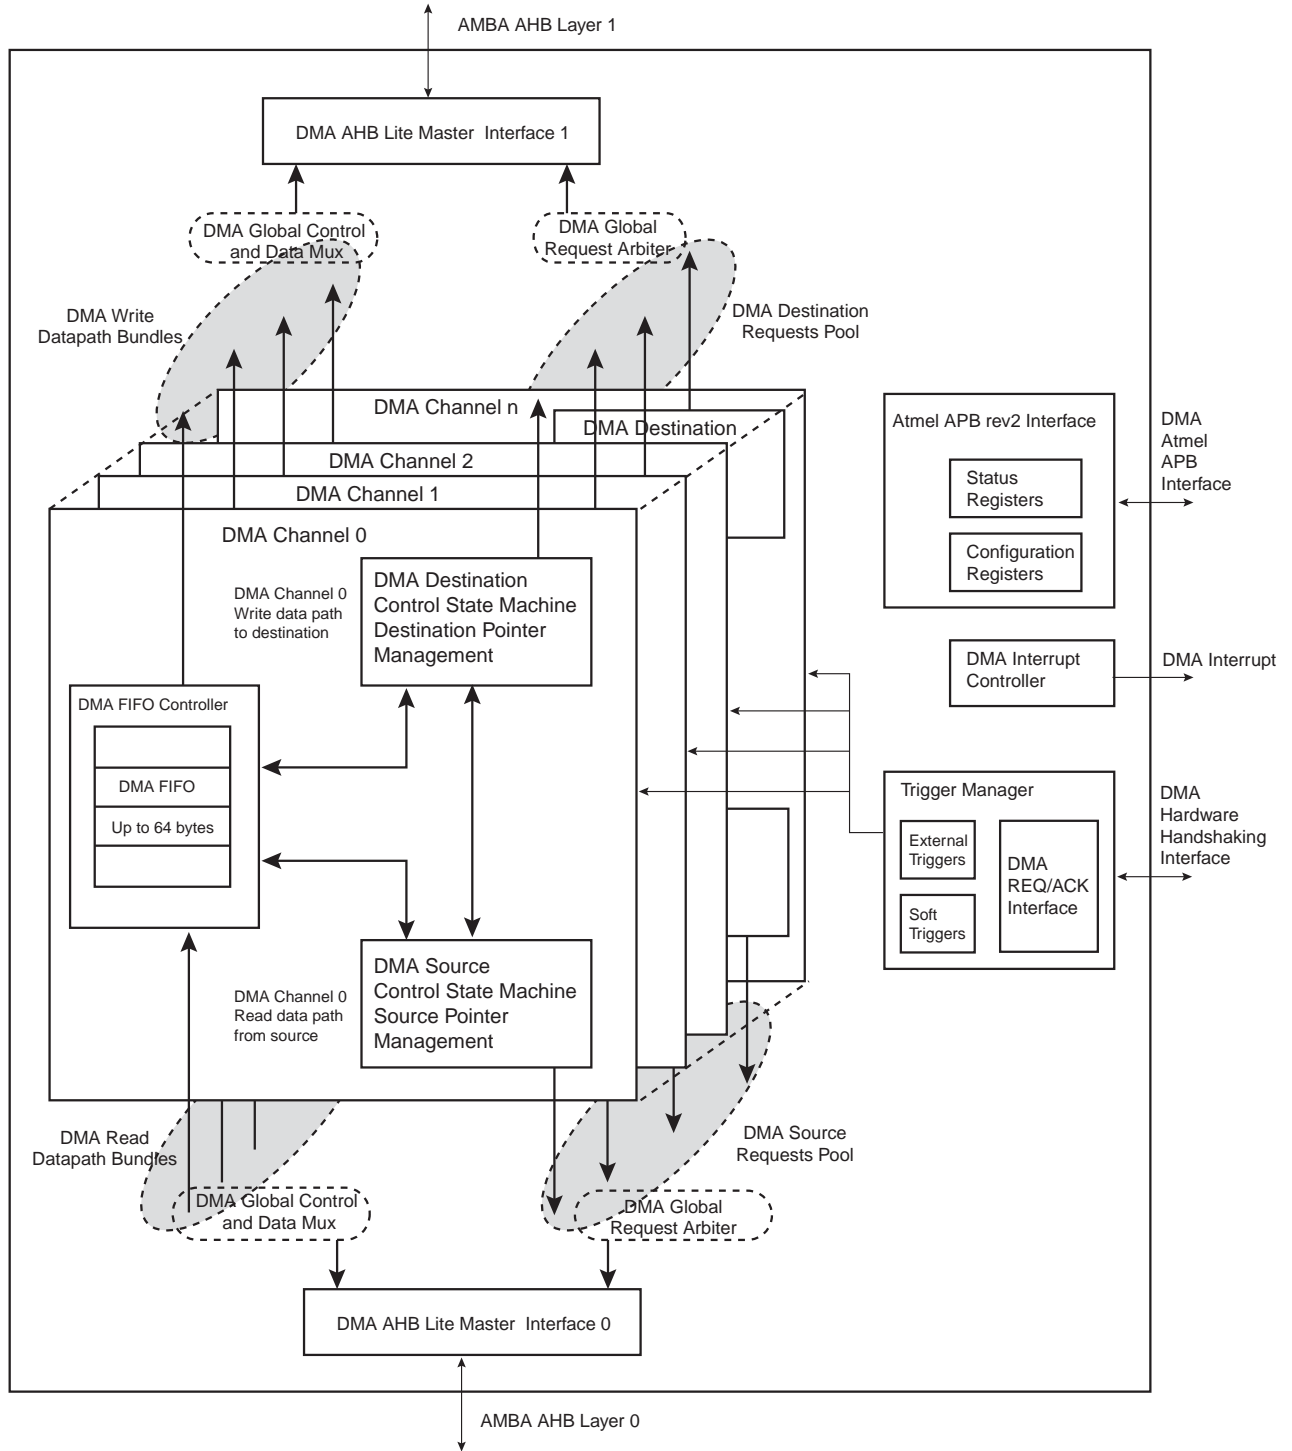 AMBA AHB Layer 1
DMA AHB Lite Master Interface 1
DMA Global Control
and Data Mux
DMA Global
Request Arbiter
DMA Write
Datapath Bundles
DMA Destination
Requests Pool
DMA Channel n
DMA Destination
DMA Channel 2
DMA Channel 1
DMA Channel 0
DMA Channel 0
Write data path
to destination
DMA Destination
Control State Machine
Destination Pointer
Management
DMA FIFO Controller
DMA FIFO
Up to 64 bytes
DMA Channel 0
Read data path
from source
DMA Source
Control State Machine
Source Pointer
Management
Atmel APB rev2 Interface
Status
Registers
Configuration
Registers
DMA
Atmel
APB
Interface
DMA Interrupt
Controller
DMA Interrupt
Trigger Manager
External
Triggers
Soft
Triggers
DMA
REQ/ACK
Interface
DMA
Hardware
Handshaking
Interface
DMA Read
Datapath Bundles
DMA Source
Requests Pool
DMA Global Control
and Data Mux
DMA Global
Request Arbiter
DMA AHB Lite Master Interface 0
AMBA AHB Layer 0